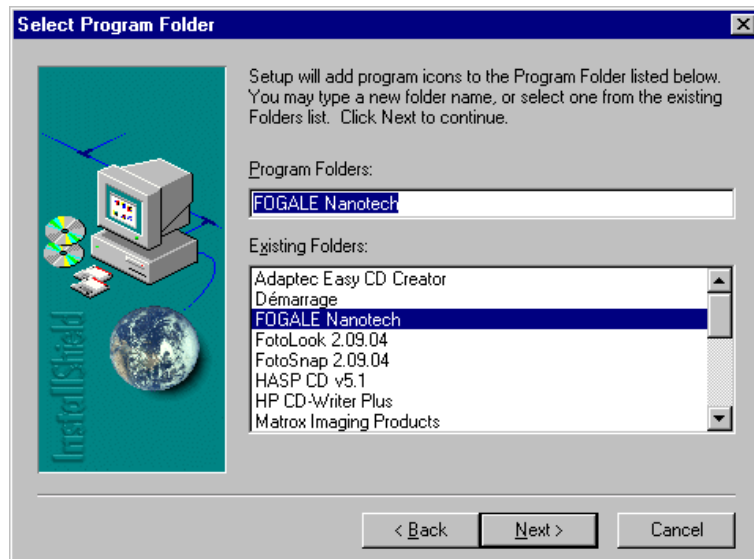 Select Program Folder
Setup will add program icons to the Program Folder listed below.
You may type a new folder name, or select one from the existing
Folders list.  Click Next to continue.
Program Folders:
FOGALE Nanotech
Existing Folders:
Adaptec Easy CD Creator
Démarrage
FOGALE Nanotech
FotoLook 2.09.04
FotoSnap 2.09.04
HASP CD v5.1
HP CD-Writer Plus
Matrox Imaging Products
InstallShield
< Back
Next >
Cancel